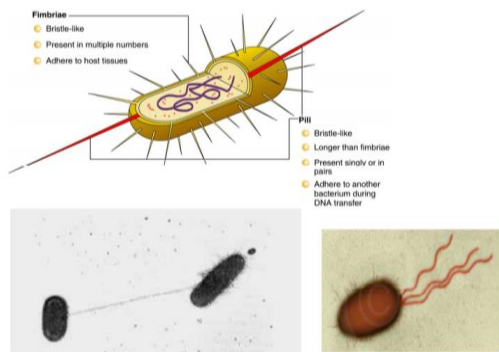 Fimbriae
Bristle-like
Present in multiple numbers
Adhere to host tissues
Pili
Bristle-like
Longer than fimbriae
Present singly or in
pairs
Adhere to another
bacterium during
DNA transfer